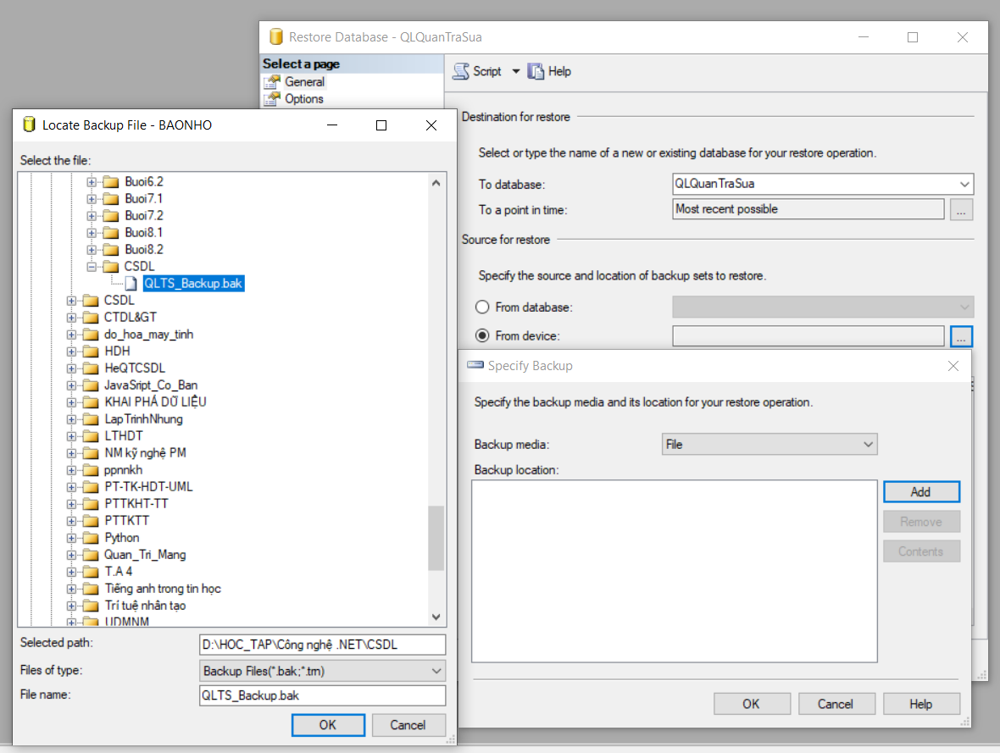 Restore Database - QLQuanTraSua
Select a page
General
Options
Script
Help
Destination for restore
Select or type the name of a new or existing database for your restore operation.
To database:
QLQuanTraSua
To a point in time:
Most recent possible
...
Source for restore
Specify the source and location of backup sets to restore.
From database:
From device:
...
Locate Backup File - BAONHO
Select the file:
Buoi6.2
Buoi7.1
Buoi7.2
Buoi8.1
Buoi8.2
CSDL
QLTS_Backup.bak
CSDL
CTDL&GT
do_hoa_may_tinh
HDH
HeQTCSDL
JavaSript_Co_Ban
KHAI PHÁ DỮ LIỆU
LapTrinhNhung
LTHDT
NM kỹ nghệ PM
ppnnkh
PT-TK-HDT-UML
PTTKHT-TT
PTTKTT
Python
Quan_Tri_Mang
T.A 4
Tiếng anh trong tin học
Trí tuệ nhân tạo
UDMNM
Selected path:
D:\HOC_TAP\Công nghệ .NET\CSDL
Files of type:
Backup Files(*.bak;*.trn)
File name:
QLTS_Backup.bak
OK
Cancel
Specify Backup
Specify the backup media and its location for your restore operation.
Backup media:
File
Backup location:
Add
Remove
Contents
OK
Cancel
Help